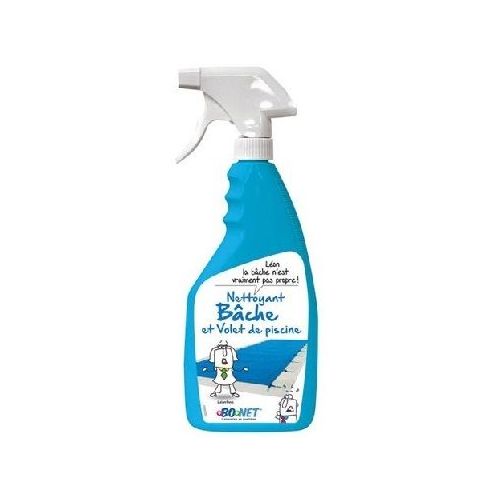 Léon
la bâche n'est
vraiment pas propre!
Nettoyant
Bâche
et Volet de piscine
BO NET